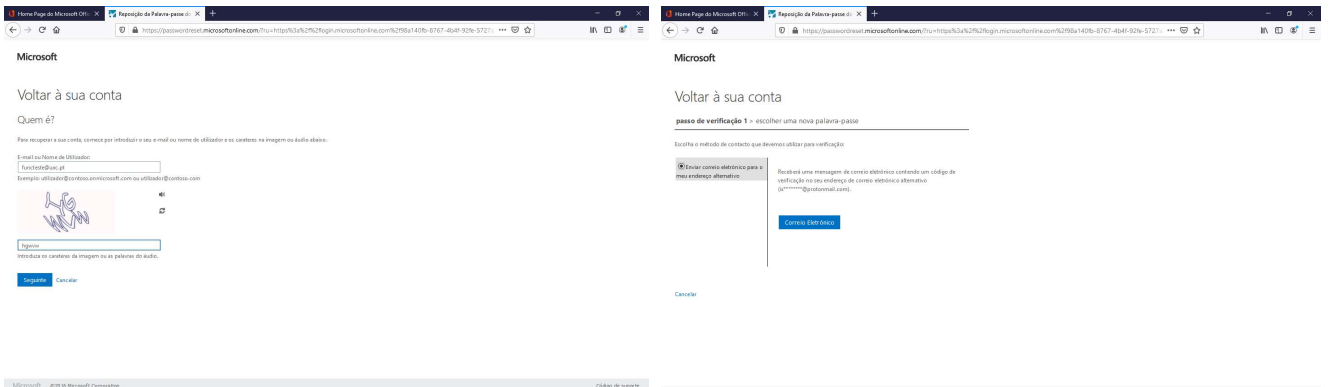 Home Page do Microsoft Offi
Reposição da Palavra-passe do
https://passwordreset.microsoftonline.com/?ru=https%3a%2f%2flogin.microsoftonline.com%2f98a140fb-8767-4b4f-92fe-5727
Microsoft
Voltar à sua conta
Quem é?
Para recuperar a sua conta, comece por introduzir o seu e-mail ou nome de utilizador e os carateres na imagem ou áudio abaixo.
E-mail ou Nome de Utilizador:
functeste@uac.pt
Exemplo: utilizador@contoso.onmicrosoft.com ou utilizador@contoso.com
Introduza os carateres da imagem ou as palavras do áudio.
Seguinte Cancelar
Microsoft ©2016 Microsoft Corporation Código de suporte
Home Page do Microsoft Offi
Reposição da Palavra-passe do
https://passwordreset.microsoftonline.com/?ru=https%3a%2f%2flogin.microsoftonline.com%2f98a140fb-8767-4b4f-92fe-5727
Microsoft
Voltar à sua conta
passo de verificação 1 > escolher uma nova palavra-passe
Escolha o método de contacto que devemos utilizar para verificação:
Enviar correio eletrónico para o
meu endereço alternativo
Receberá uma mensagem de correio eletrónico contendo um código de
verificação no seu endereço de correio eletrónico alternativo
@protonmail.com).
Correio Eletrónico
Cancelar